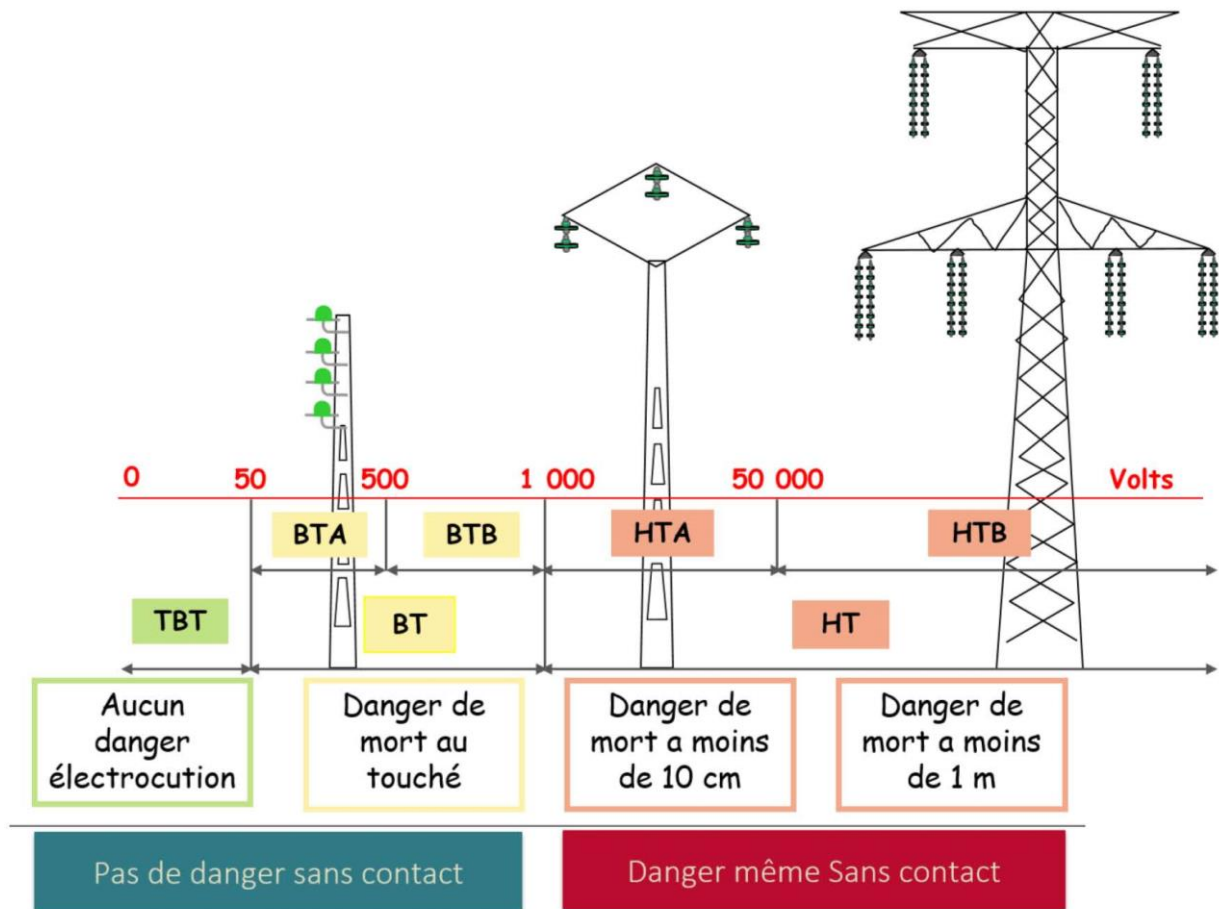 0 50 500 1 000 50 000 Volts
BTA BTB HTA HTB
TBT BT HT
Aucun
danger
électrocution
Danger de
mort au
touché
Danger de
mort a moins
de 10 cm
Danger de
mort a moins
de 1 m
Pas de danger sans contact
Danger même Sans contact